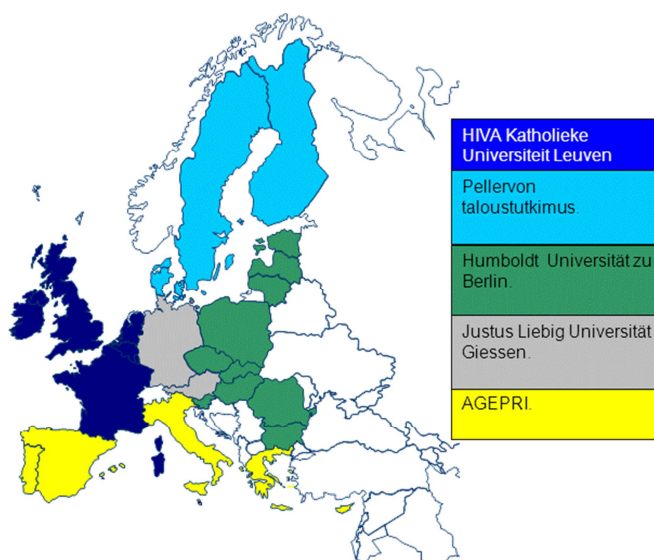 HIVA Katholieke
Universiteit Leuven
Pellervon
taloustutkimus.
Humboldt Universität zu
Berlin.
Justus Liebig Universität
Giessen.
AGEPRI.